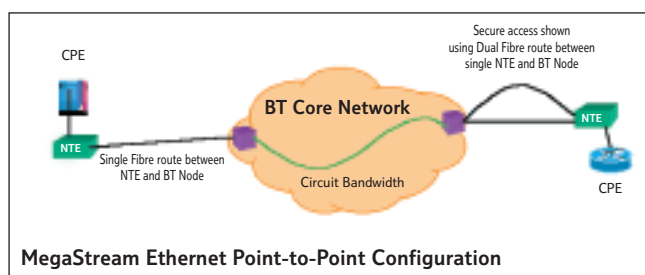 Secure access shown
using Dual Fibre route between
single NTE and BT Node
CPE
BT Core Network
NTE
NTE
Single Fibre route between
NTE and BT Node
Circuit Bandwidth
CPE
MegaStream Ethernet Point-to-Point Configuration